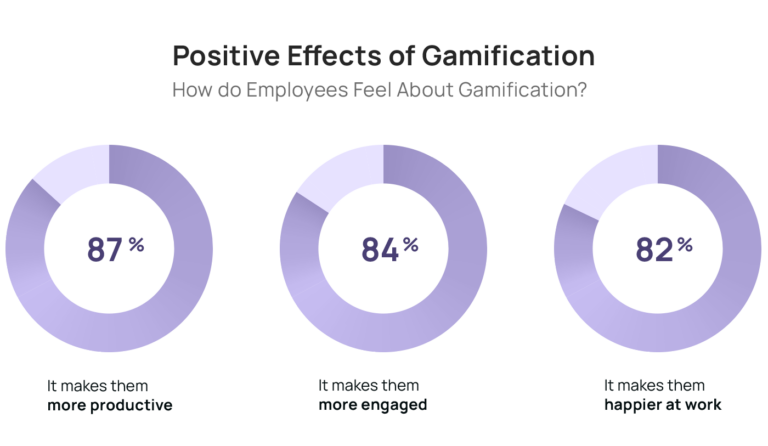 Positive Effects of Gamification
How do Employees Feel About Gamification?
87%
84%
82%
It makes them
more productive
It makes them
more engaged
It makes them
happier at work